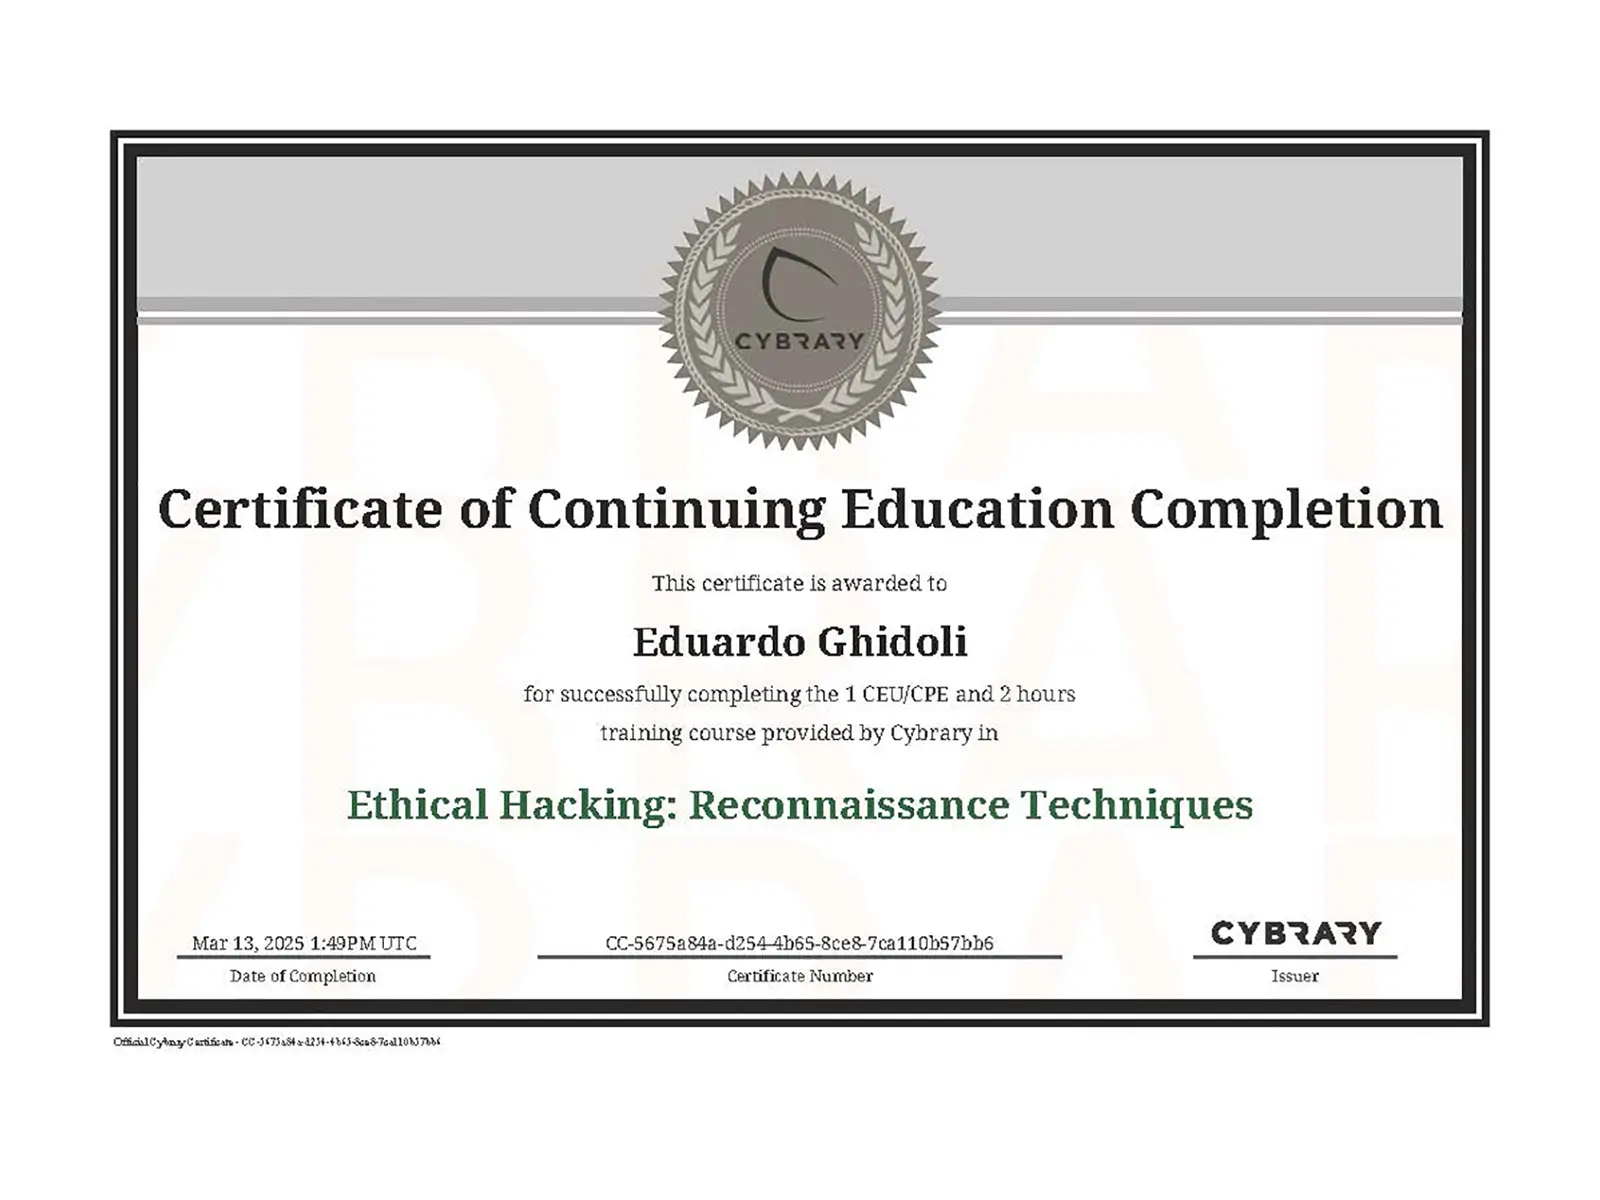 CYBRARY
Certificate of Continuing Education Completion
This certificate is awarded to
Eduardo Ghidoli
for successfully completing the 1 CEU/CPE and 2 hours
training course provided by Cybrary in
Ethical Hacking: Reconnaissance Techniques
Mar 13, 2025 1:49PM UTC
Date of Completion
CC-5675a84a-d254-4b65-8ce8-7ca110b57bb6
Certificate Number
CYBRARY
Issuer
Official Cybrary Certificate - CC-5675a84a-d254-4b65-8ce8-7ca110b57bb6